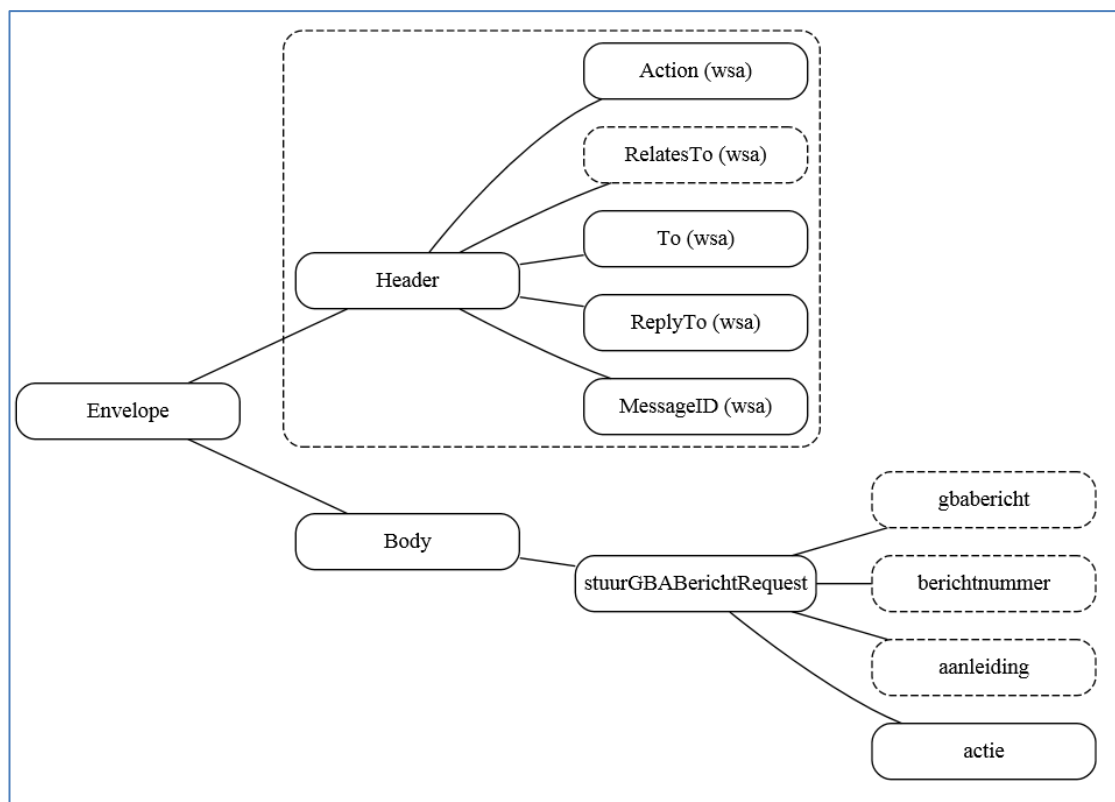 Action (wsa)
RelatesTo (wsa)
To (wsa)
Header
ReplyTo (wsa)
MessageID (wsa)
Envelope
gbabericht
Body
stuurGBABerichtRequest
berichtnummer
aanleiding
actie